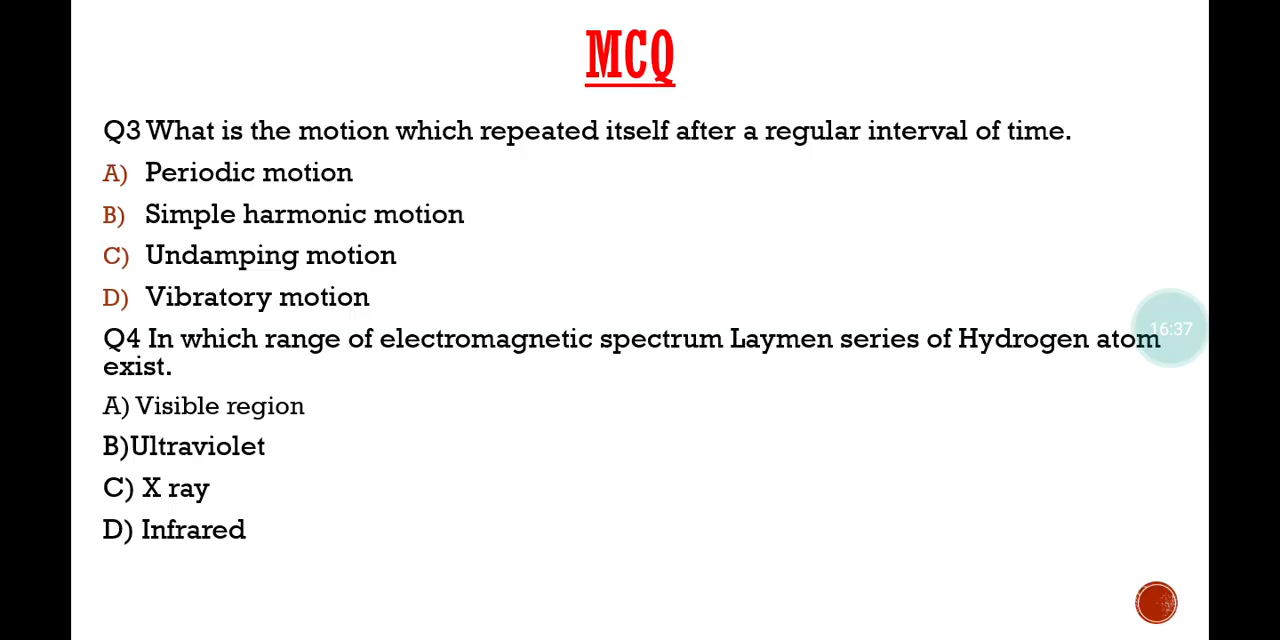 MCQ
Q3 What is the motion which repeated itself after a regular interval of time.
A) Periodic motion
B) Simple harmonic motion
C) Undamping motion
D) Vibratory motion
16:37
Q4 In which range of electromagnetic spectrum Laymen series of Hydrogen atom
exist.
A) Visible region
B)Ultraviolet
C) X ray
D) Infrared